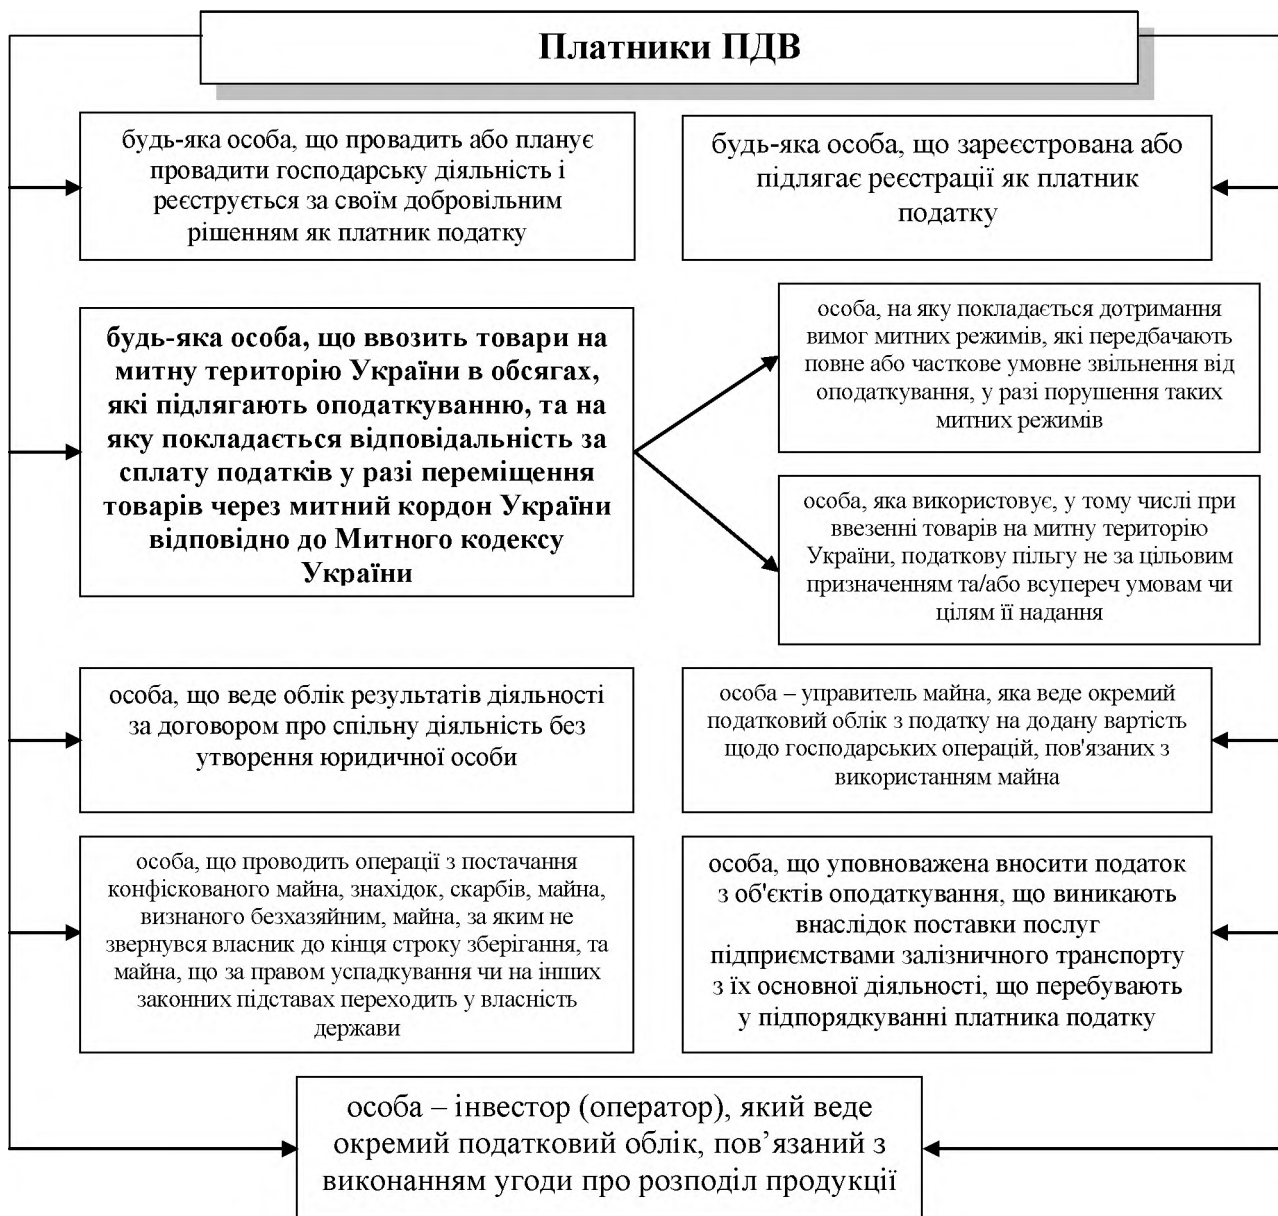 Платники ПДВ
будь-яка особа, що провадить або планує
провадити господарську діяльність і
реєструється за своїм добровільним
рішенням як платник податку
будь-яка особа, що зареєстрована або
підлягає реєстрації як платник
податку
будь-яка особа, що ввозить товари на
митну територію України в обсягах,
які підлягають оподаткуванню, та на
яку покладається відповідальність за
сплату податків у разі переміщення
товарів через митний кордон України
відповідно до Митного кодексу
України
особа, на яку покладається дотримання
вимог митних режимів, які передбачають
повне або часткове умовне звільнення від
оподаткування, у разі порушення таких
митних режимів
особа, яка використовує, у тому числі при
ввезенні товарів на митну територію
України, податкову пільгу не за цільовим
призначенням та/або всупереч умовам чи
цілям її надання
особа, що веде облік результатів діяльності
за договором про спільну діяльність без
утворення юридичної особи
особа – управитель майна, яка веде окремий
податковий облік з податку на додану вартість
щодо господарських операцій, пов'язаних з
використанням майна
особа, що проводить операції з постачання
конфіскованого майна, знахідок, скарбів, майна,
визнаного безхазяйним, майна, за яким не
звернувся власник до кінця строку зберігання, та
майна, що за правом успадкування чи на інших
законних підставах переходить у власність
держави
особа, що уповноважена вносити податок
з об'єктів оподаткування, що виникають
внаслідок поставки послуг
підприємствами залізничного транспорту
з їх основної діяльності, що перебувають
у підпорядкуванні платника податку
особа – інвестор (оператор), який веде
окремий податковий облік, пов’язаний з
виконанням угоди про розподіл продукції